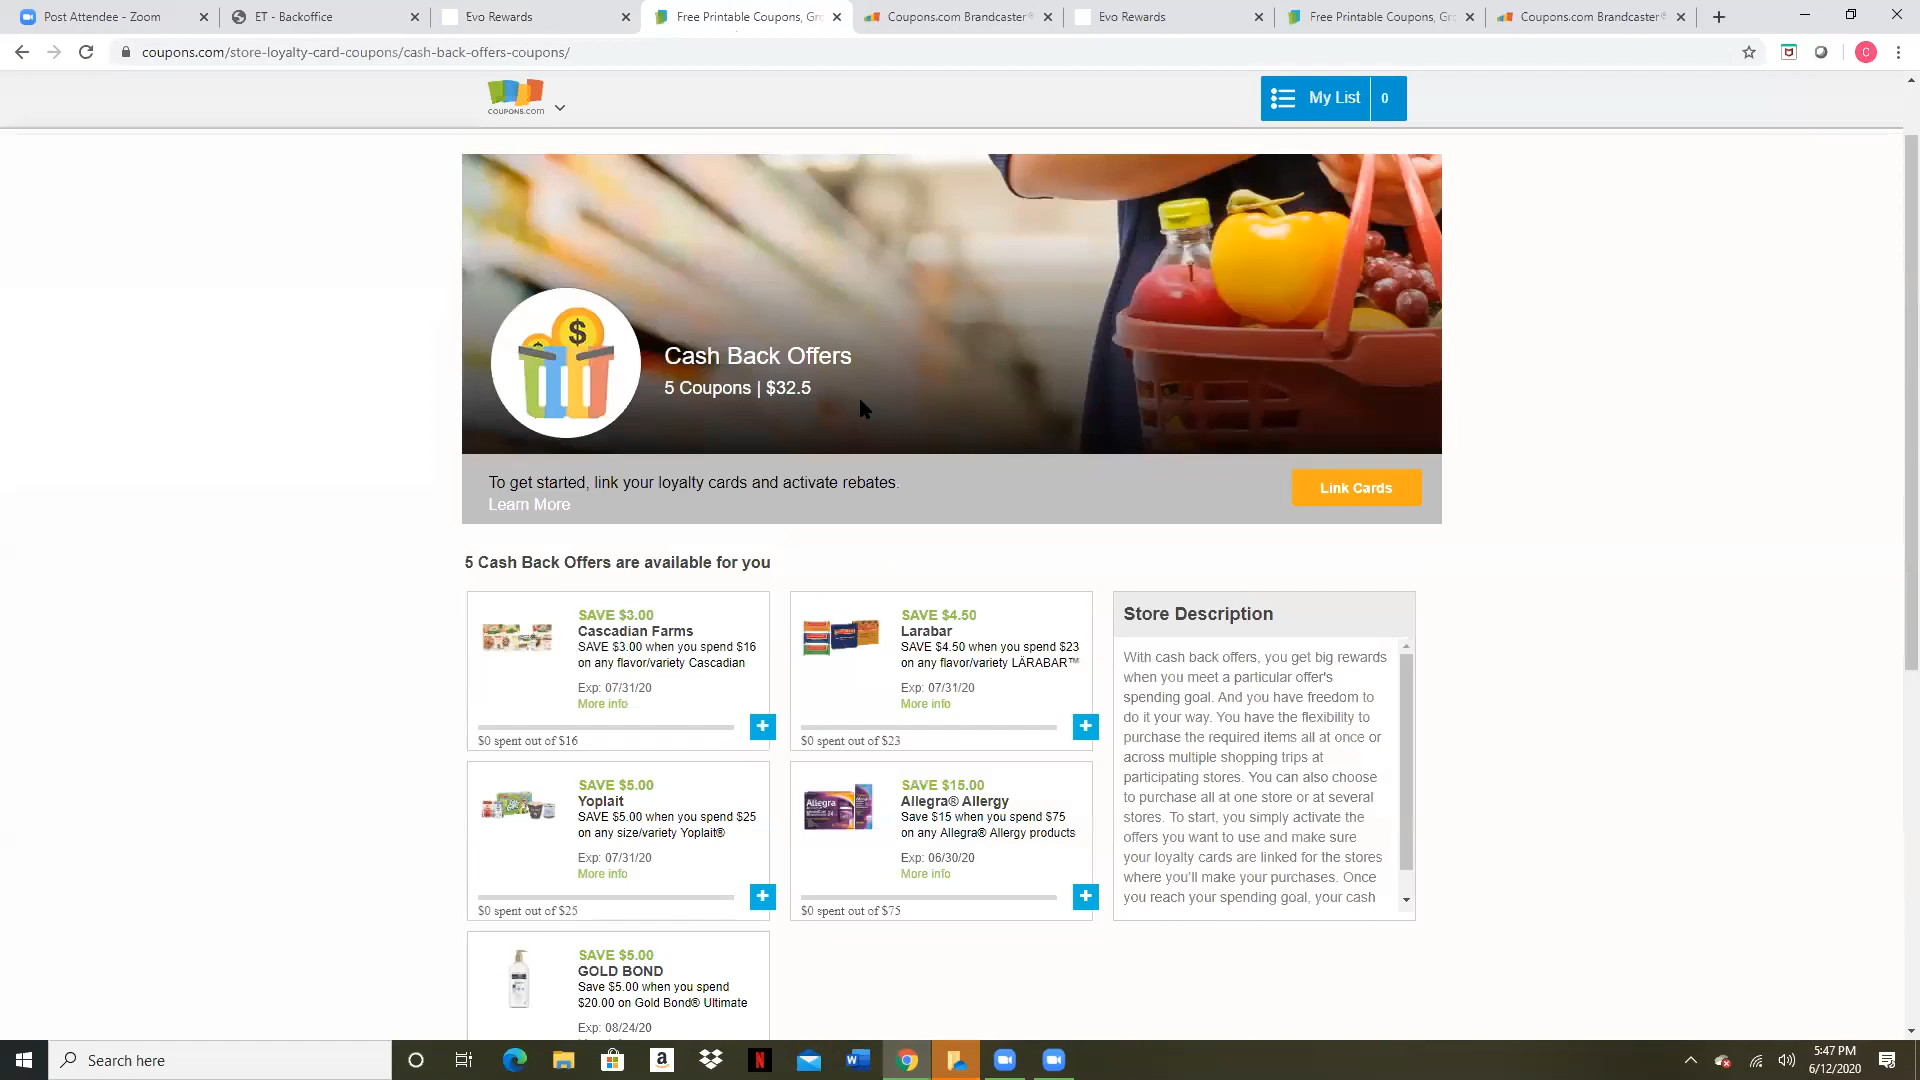 Post Attendee - Zoom
ET - Backoffice
Evo Rewards
Free Printable Coupons, Gro
Coupons.com Brandcaster
Evo Rewards
Free Printable Coupons, Gro
Coupons.com Brandcaster
coupons.com/store-loyalty-card-coupons/cash-back-offers-coupons/
C
COUPONS.COM
My List
0
$
Cash Back Offers
5 Coupons | $32.5
To get started, link your loyalty cards and activate rebates.
Learn More
Link Cards
5 Cash Back Offers are available for you
SAVE $3.00
Cascadian Farms
SAVE $3.00 when you spend $16
on any flavor/variety Cascadian
Exp: 07/31/20
More info
$0 spent out of $16
SAVE $4.50
Larabar
SAVE $4.50 when you spend $23
on any flavor/variety LÄRABAR™
Exp: 07/31/20
More info
$0 spent out of $23
SAVE $5.00
Yoplait
SAVE $5.00 when you spend $25
on any size/variety Yoplait®
Exp: 07/31/20
More info
$0 spent out of $25
Allegra
SAVE $15.00
Allegra® Allergy
Save $15 when you spend $75
on any Allegra® Allergy products
Exp: 06/30/20
More info
$0 spent out of $75
SAVE $5.00
GOLD BOND
Save $5.00 when you spend
$20.00 on Gold Bond® Ultimate
Exp: 08/24/20
Store Description
With cash back offers, you get big rewards
when you meet a particular offer's
spending goal. And you have freedom to
do it your way. You have the flexibility to
purchase the required items all at once or
across multiple shopping trips at
participating stores. You can also choose
to purchase all at one store or at several
stores. To start, you simply activate the
offers you want to use and make sure
your loyalty cards are linked for the stores
where you’ll make your purchases. Once
you reach your spending goal, your cash
Search here
5:47 PM
6/12/2020